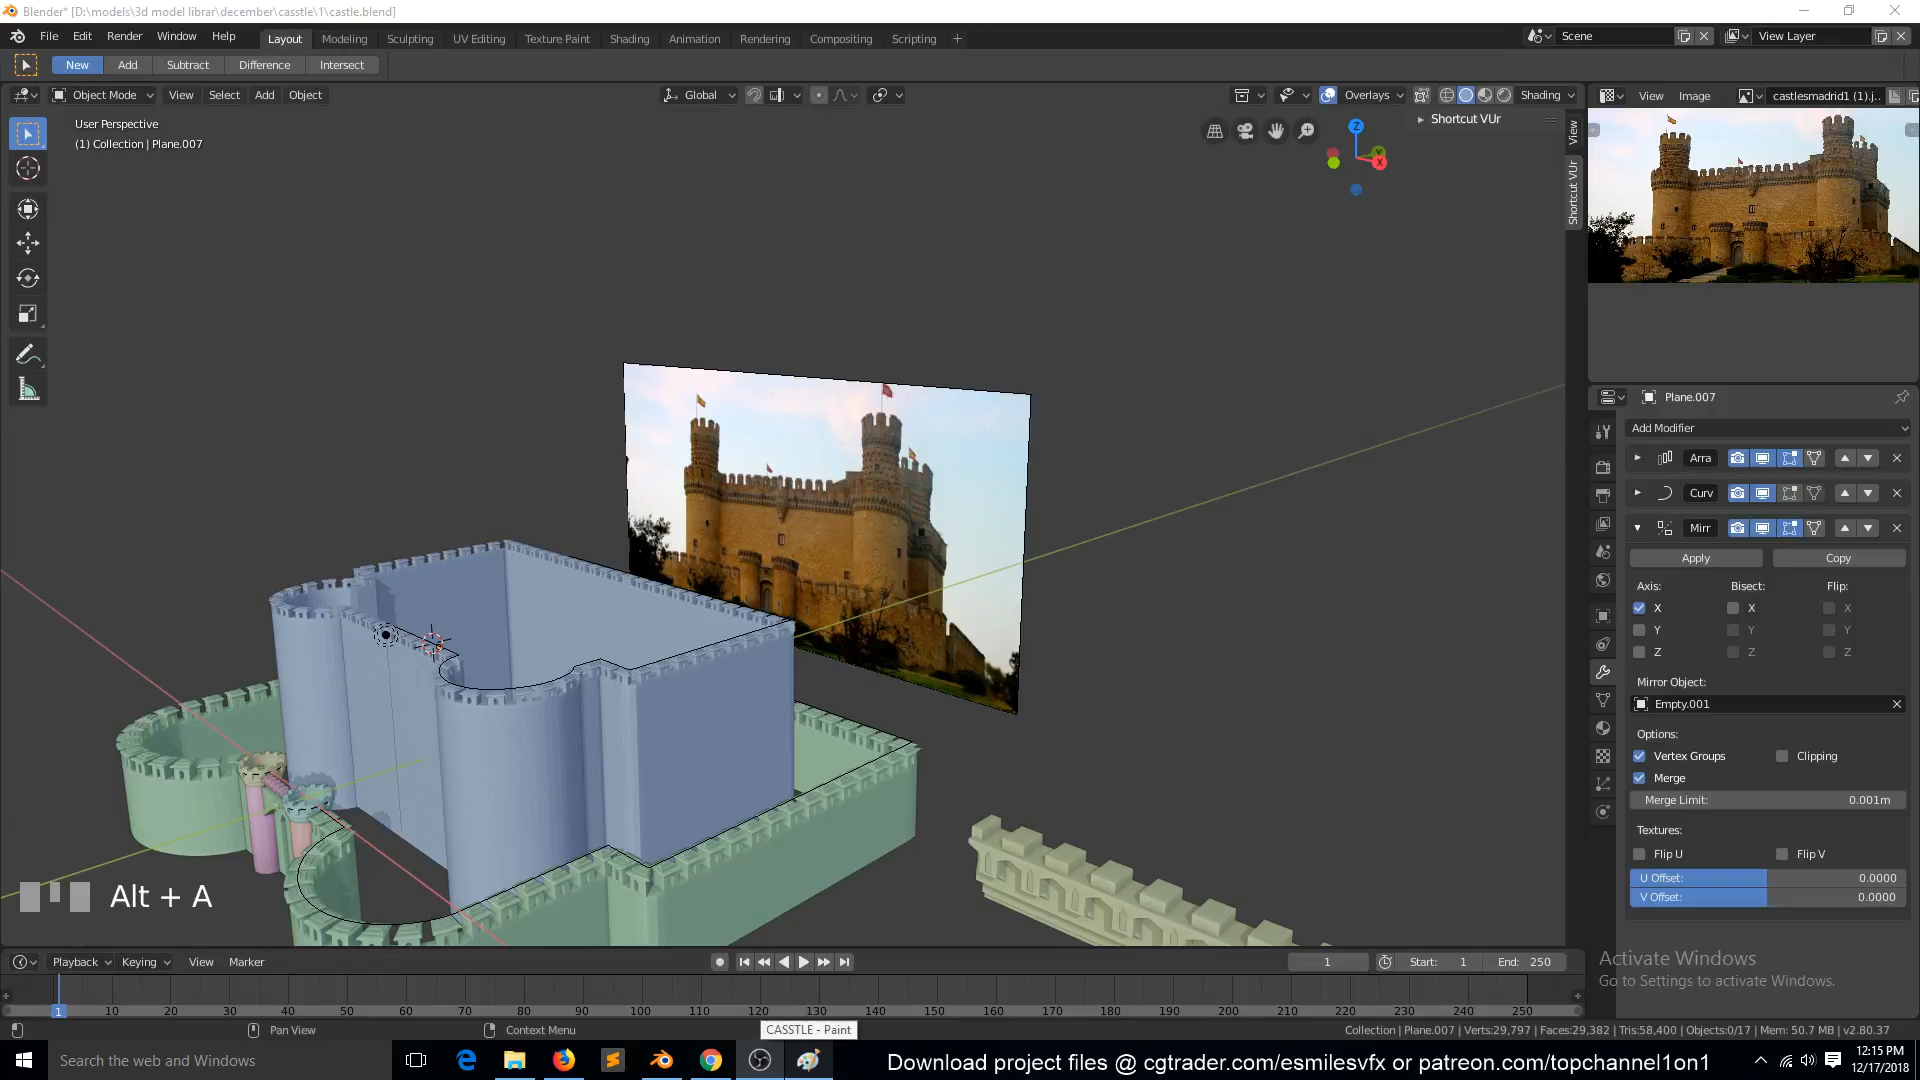 Blender* [D:\models\3d model librar\december\casstle\1\castle.blend]
File Edit Render Window Help
Layout Modeling Sculpting UV Editing Texture Paint Shading Animation Rendering Compositing Scripting +
Scene
View Layer
New Add Subtract Difference Intersect
Object Mode View Select Add Object
Global
Overlays
Shading
View Image
castlesmadrid1 (1).j..
User Perspective
(1) Collection | Plane.007
Shortcut VUr
View
Shortcut VUr
Z
Y
X
Plane.007
Add Modifier
Arra
Curv
Mirr
Apply Copy
Axis: Bisect: Flip:
X X X
Y Y Y
Z Z Z
Mirror Object:
Empty.001
Options:
Vertex Groups Clipping
Merge
Merge Limit: 0.001m
Textures:
Flip U Flip V
U Offset: 0.0000
V Offset: 0.0000
Alt + A
Activate Windows
Go to Settings to activate Windows.
Playback Keying View Marker
1
Start: 1 End: 250
1 10 20 30 40 50 60 70 80 90 100 110 120 130 140 150 160 170 180 190 200 210 220 230 240 250
Pan View
Context Menu
CASSTLE - Paint
Collection | Plane.007 | Verts:29,797 | Faces:29,382 | Tris:58,400 | Objects:0/17 | Mem: 50.7 MB | v2.80.37
Search the web and Windows
Download project files @ cgtrader.com/esmilesvfx or patreon.com/topchannel1on1
12:15 PM
12/17/2018